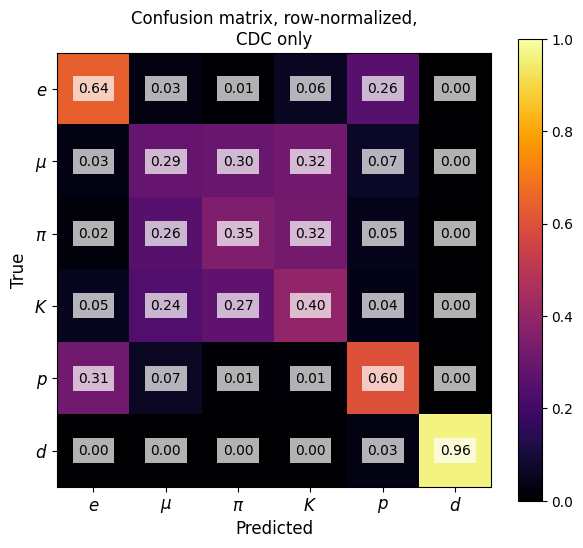 Confusion matrix, row-normalized,
CDC only
True
e 0.64 0.03 0.01 0.06 0.26 0.00
μ 0.03 0.29 0.30 0.32 0.07 0.00
π 0.02 0.26 0.35 0.32 0.05 0.00
K 0.05 0.24 0.27 0.40 0.04 0.00
p 0.31 0.07 0.01 0.01 0.60 0.00
d 0.00 0.00 0.00 0.00 0.03 0.96
e μ π K p d
Predicted
1.0
0.8
0.6
0.4
0.2
0.0